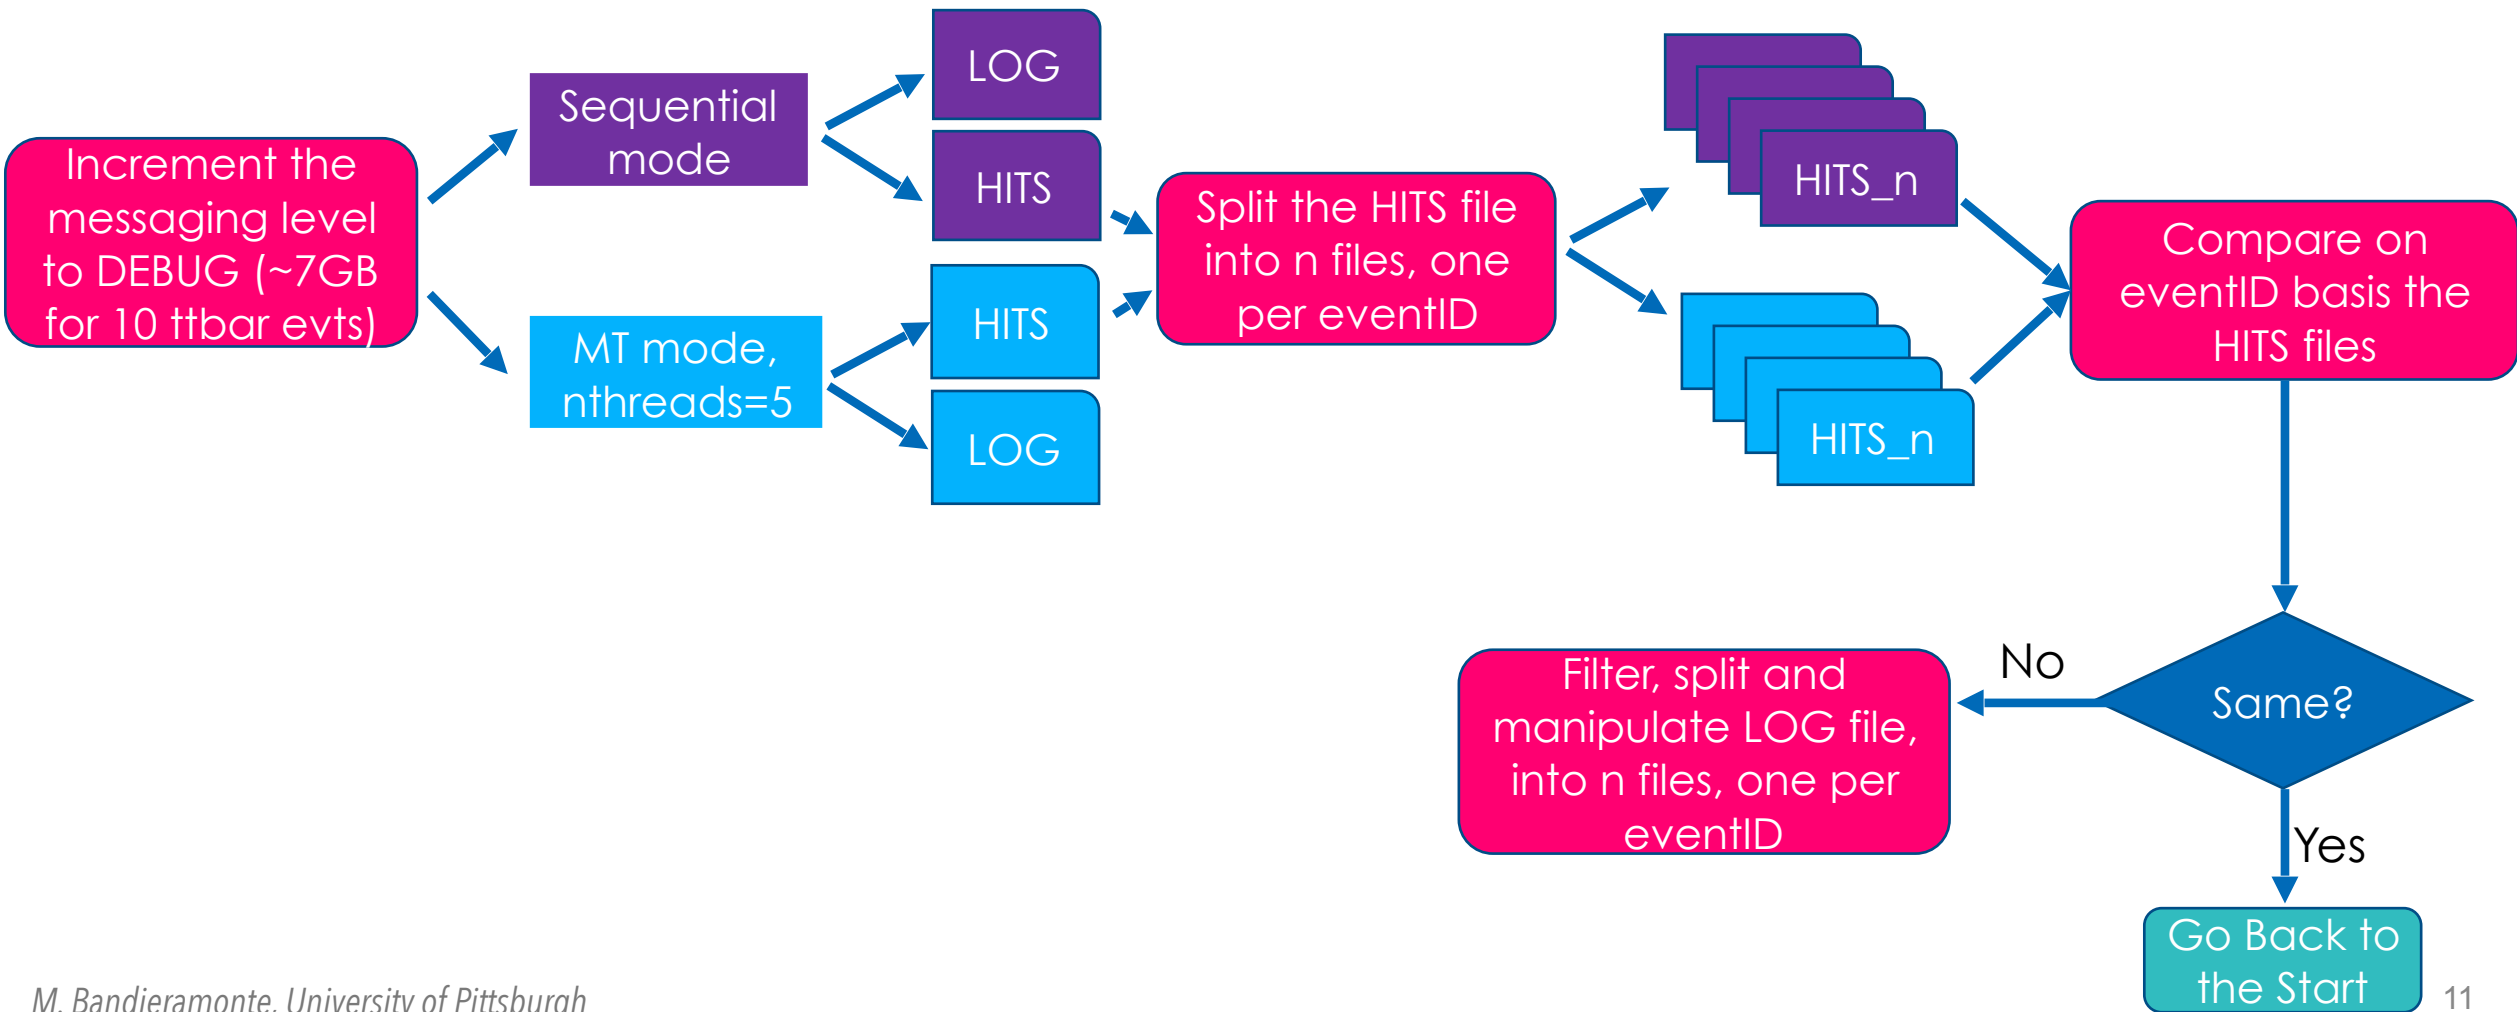 Increment the
messaging level
to DEBUG (~7GB
for 10 ttbar evts)
Sequential
mode
MT mode,
nthreads=5
LOG
HITS
HITS
LOG
Split the HITS file
into n files, one
per eventID
HITS_n
HITS_n
Compare on
eventID basis the
HITS files
Same?
No
Filter, split and
manipulate LOG file,
into n files, one per
eventID
Yes
Go Back to
the Start
M. Bandieramonte, University of Pittsburgh
11